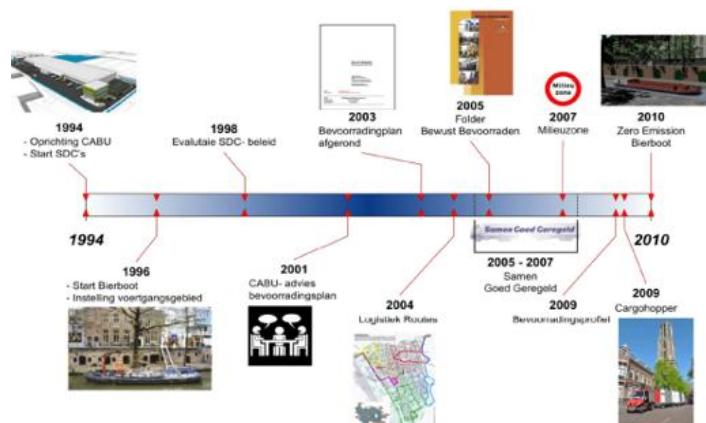 1994
- Oprichting CABU
- Start SDC's
1998
Evalutaie SDC- beleid
2003
Bevoorradingplan
afgerond
2005
Folder
Bewust Bevoorraden
Milieu
zone
2007
Milieuzone
2010
Zero Emission
Bierboot
1994
2010
Samen Goed Geregeld
1996
- Start Bierboot
- Instelling voertgangsgebied
2001
CABU- advies
bevoorradingsplan
2004
Logistiek Routes
2005 - 2007
Samen
Goed Geregeld
2009
Bevoorradingsprofiel
2009
Cargohopper